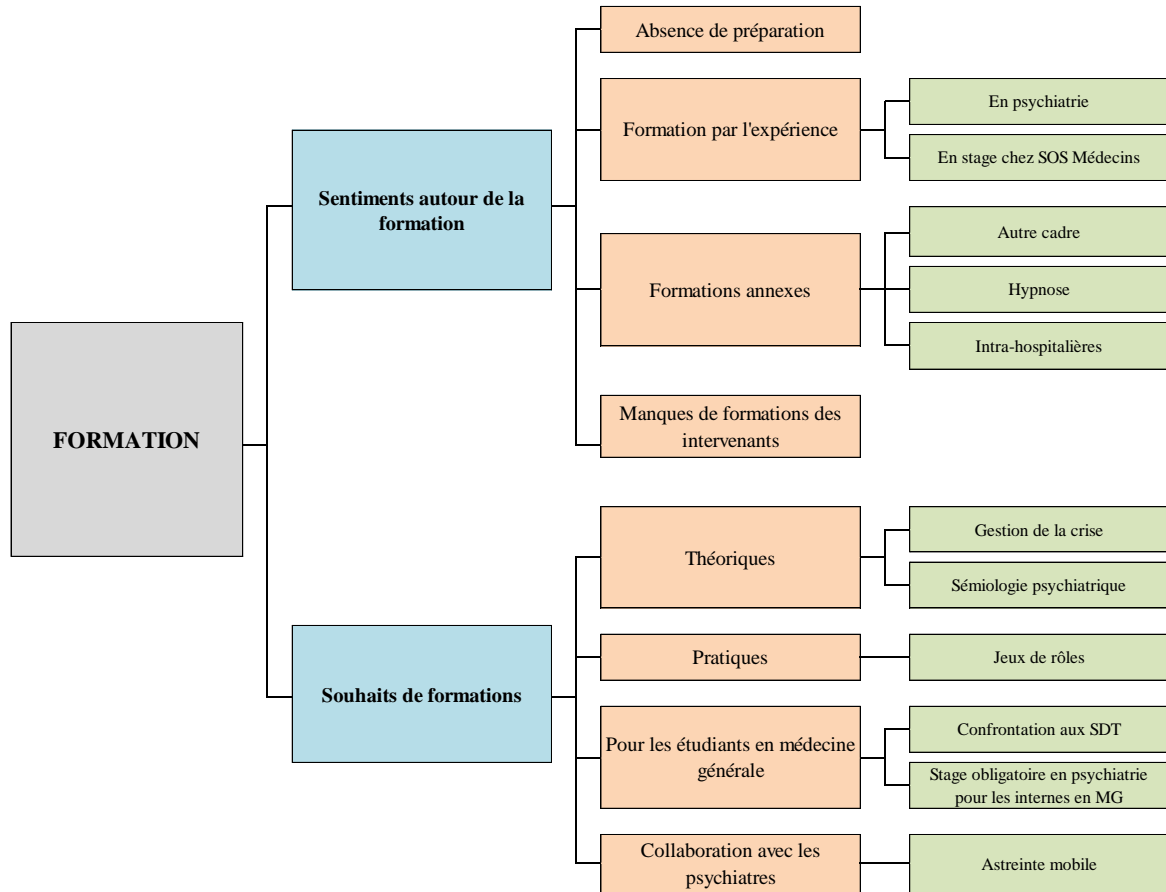 FORMATION
Sentiments autour de la
formation
Absence de préparation
Formation par l'expérience
En psychiatrie
En stage chez SOS Médecins
Formations annexes
Autre cadre
Hypnose
Intra-hospitalières
Manques de formations des
intervenants
Souhaits de formations
Théoriques
Gestion de la crise
Sémiologie psychiatrique
Pratiques
Jeux de rôles
Pour les étudiants en médecine
générale
Confrontation aux SDT
Stage obligatoire en psychiatrie
pour les internes en MG
Collaboration avec les
psychiatres
Astreinte mobile